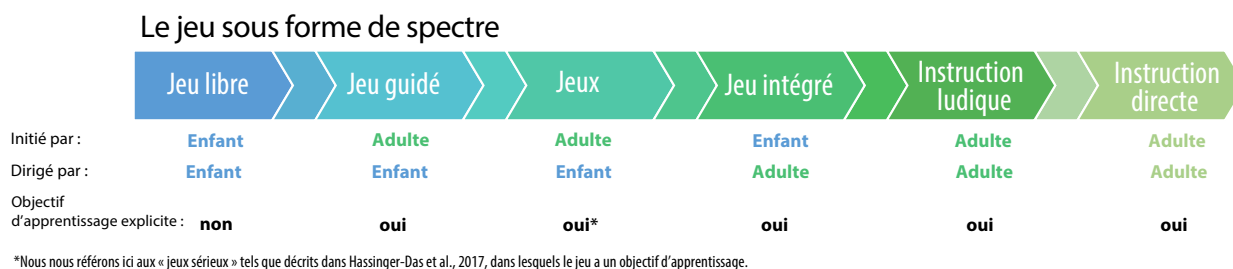 Le jeu sous forme de spectre
Jeu libre Jeu guidé Jeux Jeu intégré Instruction ludique Instruction directe
Initié par : Enfant Adulte Adulte Enfant Adulte Adulte
Dirigé par : Enfant Enfant Enfant Adulte Adulte Adulte
Objectif
d'apprentissage explicite : non oui oui* oui oui oui
*Nous nous référons ici aux « jeux sérieux » tels que décrits dans Hassinger-Das et al., 2017, dans lesquels le jeu a un objectif d'apprentissage.